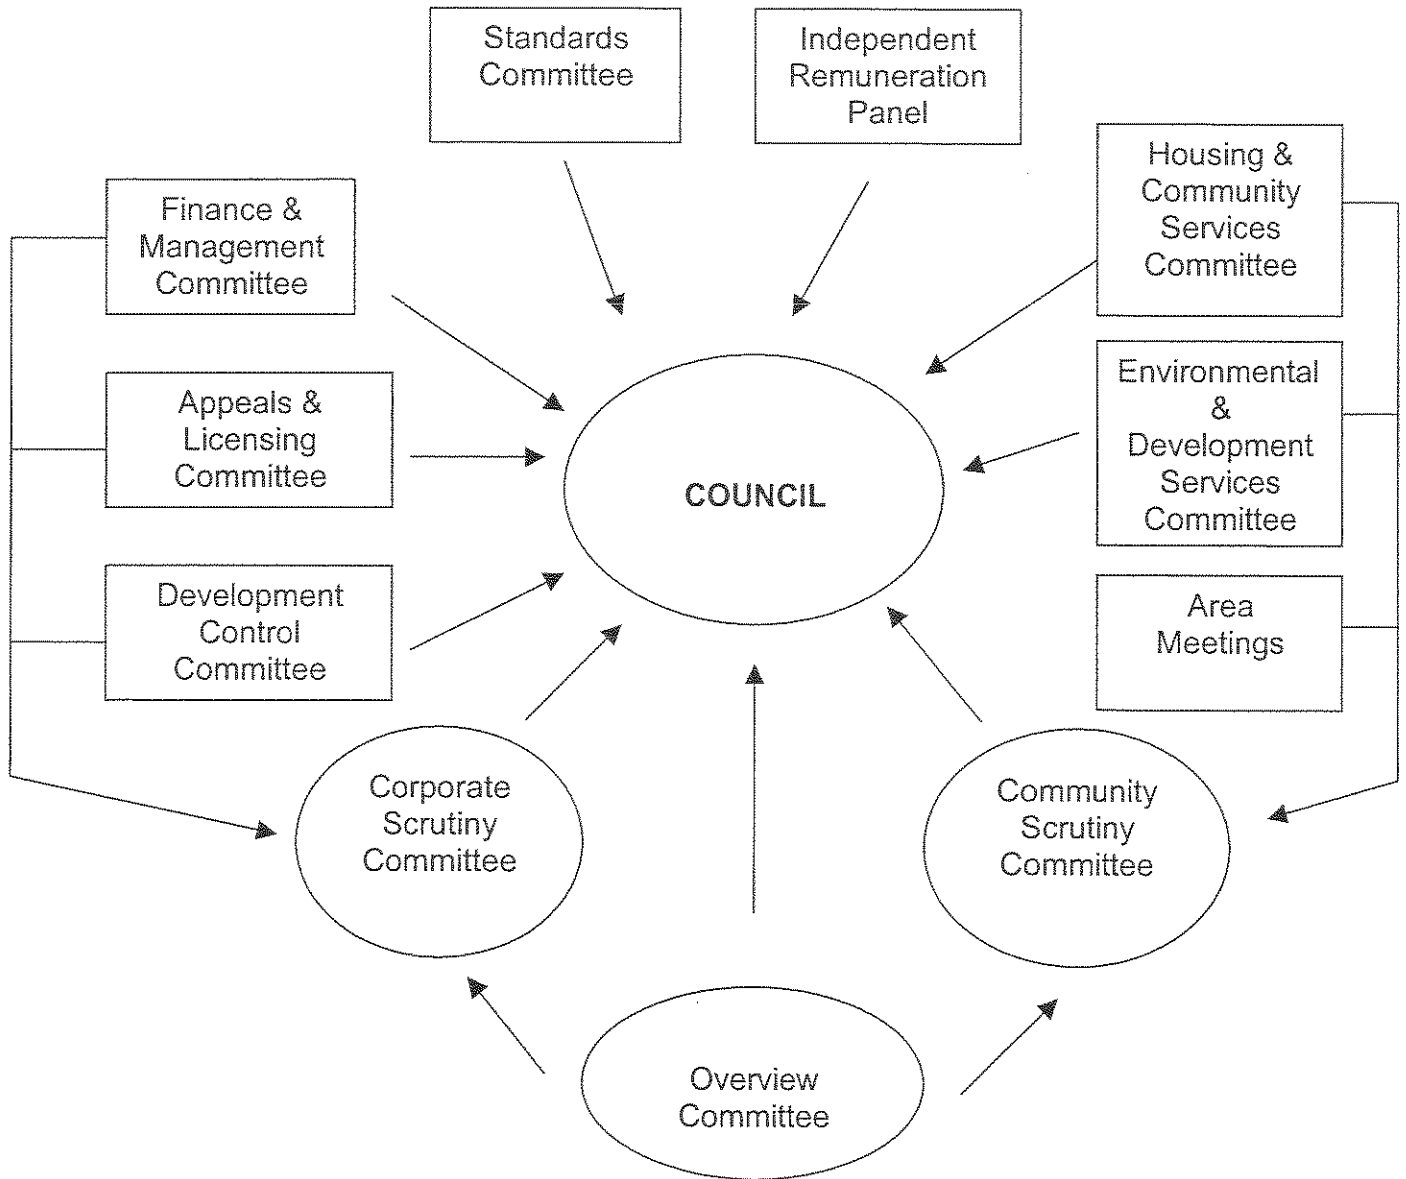 Standards
Committee
Independent
Remuneration
Panel
Finance &
Management
Committee
Housing &
Community
Services
Committee
Appeals &
Licensing
Committee
COUNCIL
Environmental
&
Development
Services
Committee
Development
Control
Committee
Area
Meetings
Corporate
Scrutiny
Committee
Community
Scrutiny
Committee
Overview
Committee